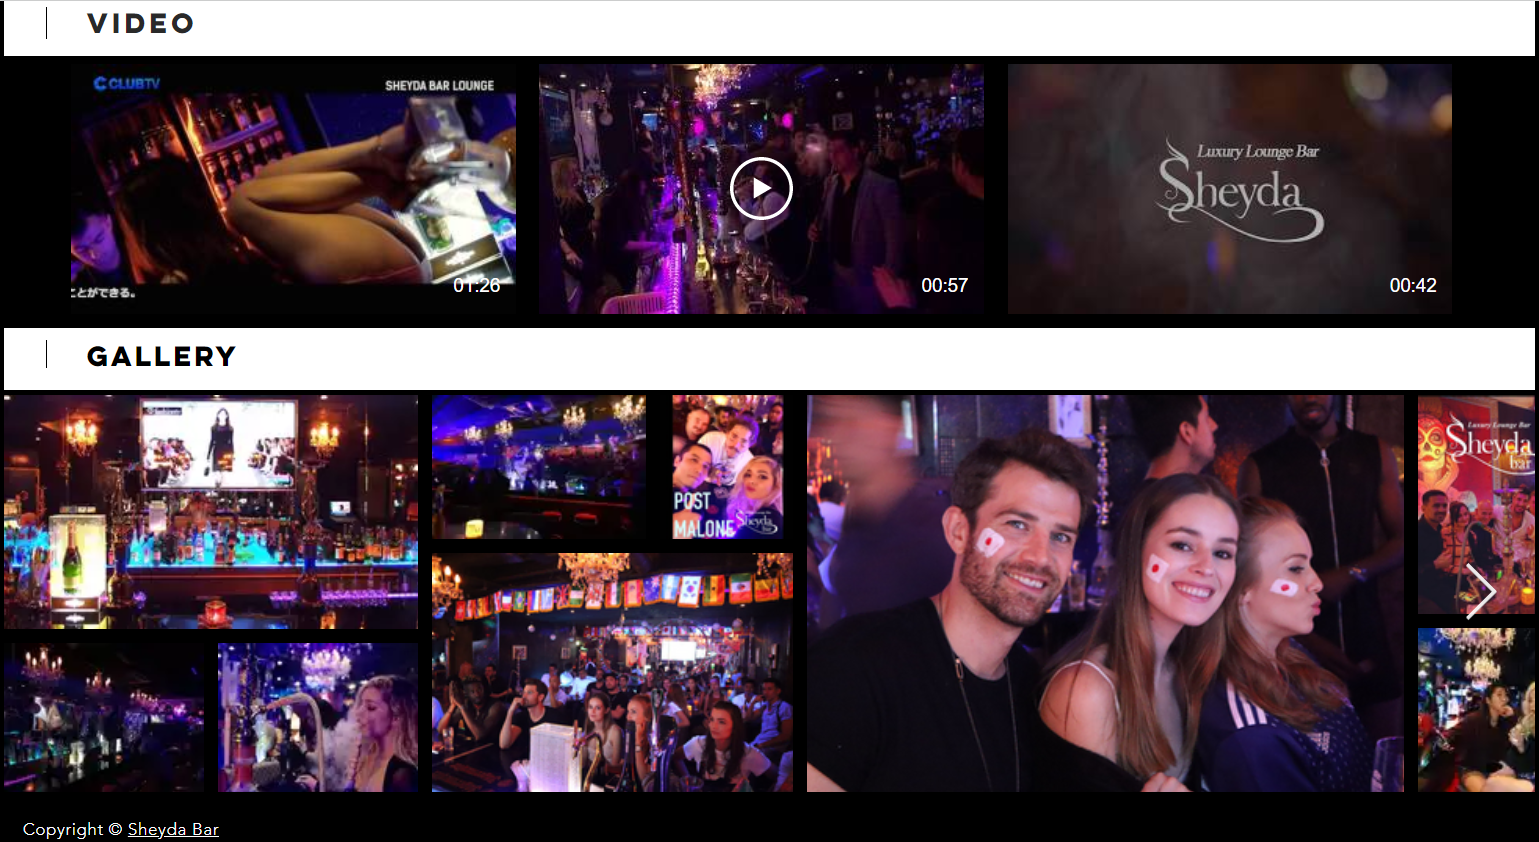 VIDEO
CLUBTV
SHEYDA BAR LOUNGE
ことができる。
01:26
00:57
Luxury Lounge Bar
Sheyda
00:42
GALLERY
POST
MALONE
Sheyda
Luxury Lounge Bar
Sheyda
bar
Copyright © Sheyda Bar